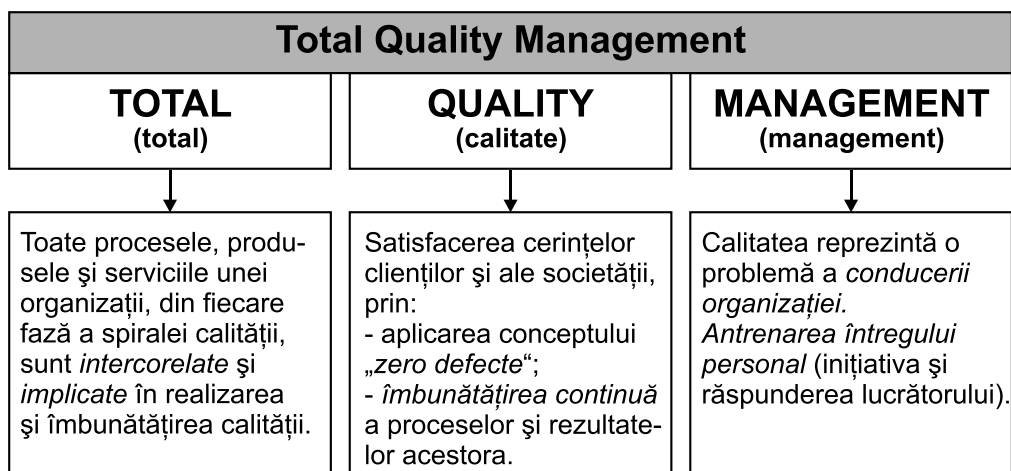 Total Quality Management
TOTAL
(total)
QUALITY
(calitate)
MANAGEMENT
(management)
Toate procesele, produ-
sele şi serviciile unei
organizaţii, din fiecare
fază a spiralei calităţii,
sunt intercorelate şi
implicate în realizarea
şi îmbunătăţirea calităţii.
Satisfacerea cerinţelor
clienţilor şi ale societăţii,
prin:
- aplicarea conceptului
„zero defecte“;
- îmbunătăţirea continuă
a proceselor şi rezultate-
lor acestora.
Calitatea reprezintă o
problemă a conducerii
organizaţiei.
Antrenarea întregului
personal (iniţiativa şi
răspunderea lucrătorului).